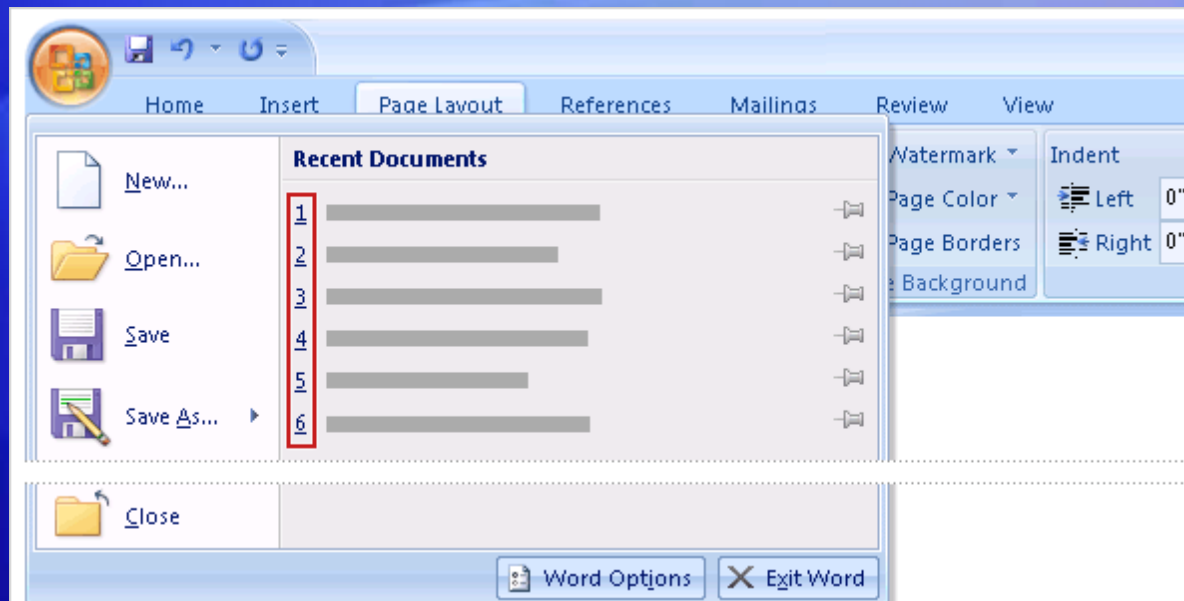 Home Insert Page Layout References Mailings Review View
Recent Documents
New...
Open...
Save
Save As...
Close
1
2
3
4
5
6
Watermark
Page Color
Page Borders
Background
Indent
Left 0"
Right 0"
Word Options Exit Word